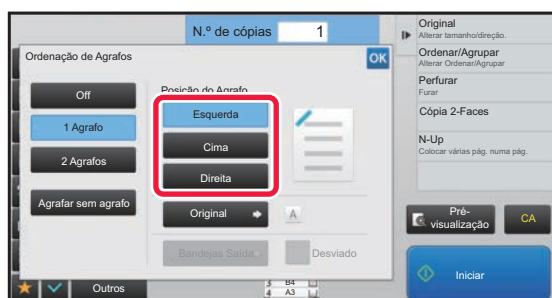 N.º de cópias 1
Ordenação de Agrafos
OK
Off
1 Agrafo
2 Agrafos
Agrafar sem agrafo
Posição do Agrafo
Esquerda
Cima
Direita
Original
A
Bandejas Saída
Desviado
Outros
3 B4
4 A3
Original
Alterar tamanho/direção.
Ordenar/Agrupar
Alterar Ordenar/Agrupar
Perfurar
Furar
Cópia 2-Faces
N-Up
Colocar várias pág. numa pág.
Pré-
visualização
CA
Iniciar